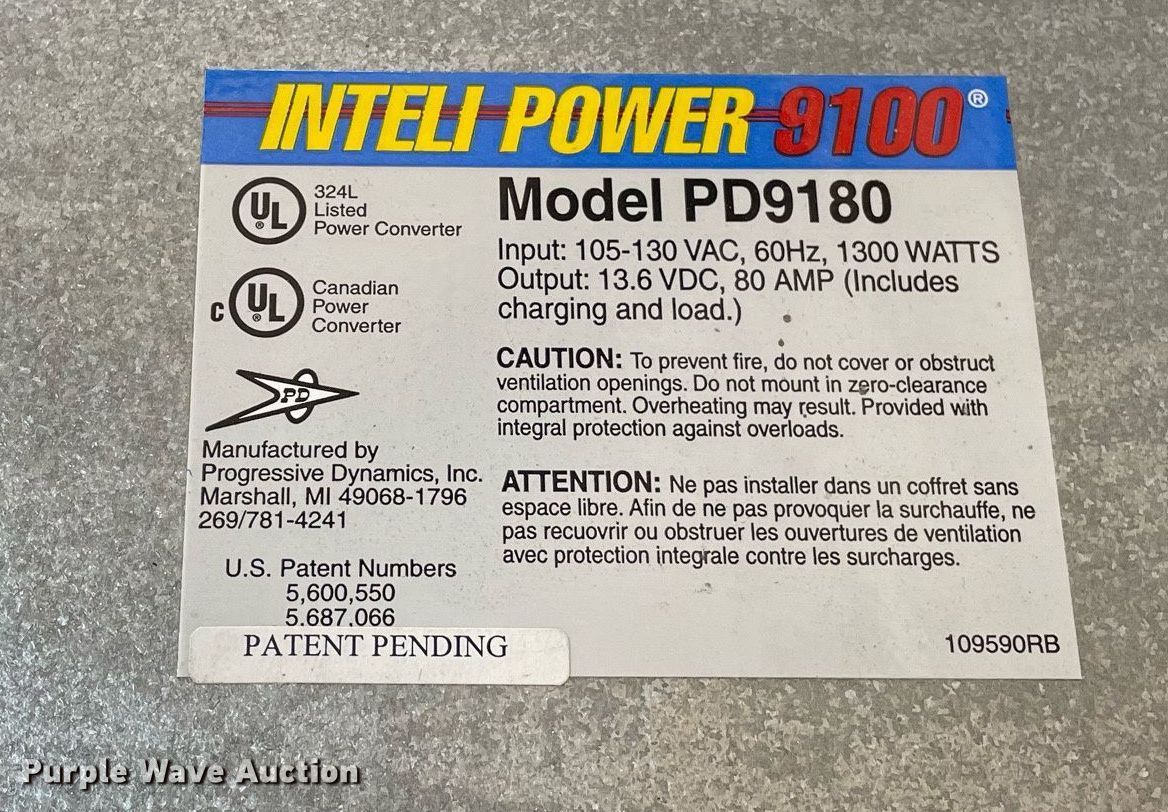 INTELI POWER 9100®
UL ®
324L
Listed
Power Converter
C UL ®
Canadian
Power
Converter
PD
Manufactured by
Progressive Dynamics, Inc.
Marshall, MI 49068-1796
269/781-4241
U.S. Patent Numbers
5,600,550
5,687,066
PATENT PENDING
Model PD9180
Input: 105-130 VAC, 60Hz, 1300 WATTS
Output: 13.6 VDC, 80 AMP (Includes
charging and load.)
CAUTION: To prevent fire, do not cover or obstruct
ventilation openings. Do not mount in zero-clearance
compartment. Overheating may result. Provided with
integral protection against overloads.
ATTENTION: Ne pas installer dans un coffret sans
espace libre. Afin de ne pas provoquer la surchauffe, ne
pas recuovrir ou obstruer les ouvertures de ventilation
avec protection integrale contre les surcharges.
109590RB
Purple Wave Auction